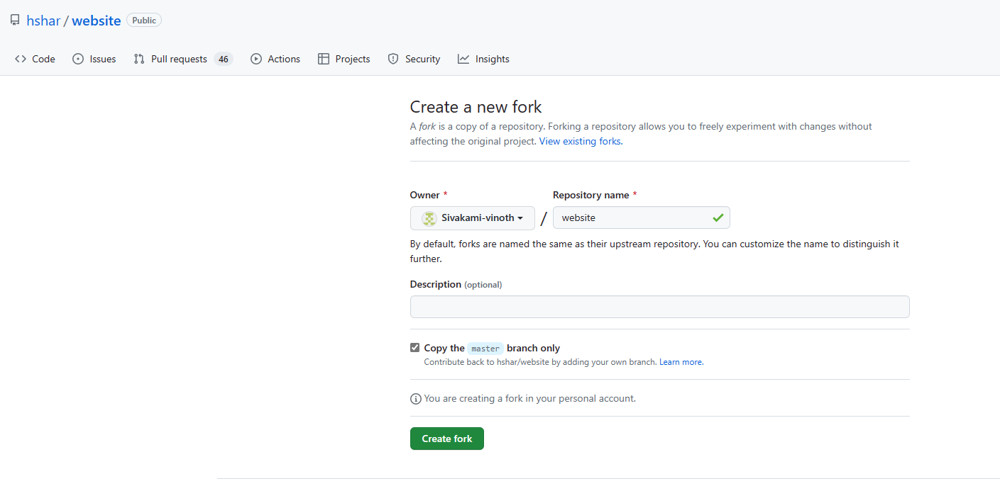 hshar / website Public
Code Issues Pull requests 46 Actions Projects Security Insights
Create a new fork
A fork is a copy of a repository. Forking a repository allows you to freely experiment with changes without
affecting the original project. View existing forks.
Owner * Repository name *
Sivakami-vinoth / website
By default, forks are named the same as their upstream repository. You can customize the name to distinguish it
further.
Description (optional)
Copy the master branch only
Contribute back to hshar/website by adding your own branch. Learn more.
You are creating a fork in your personal account.
Create fork